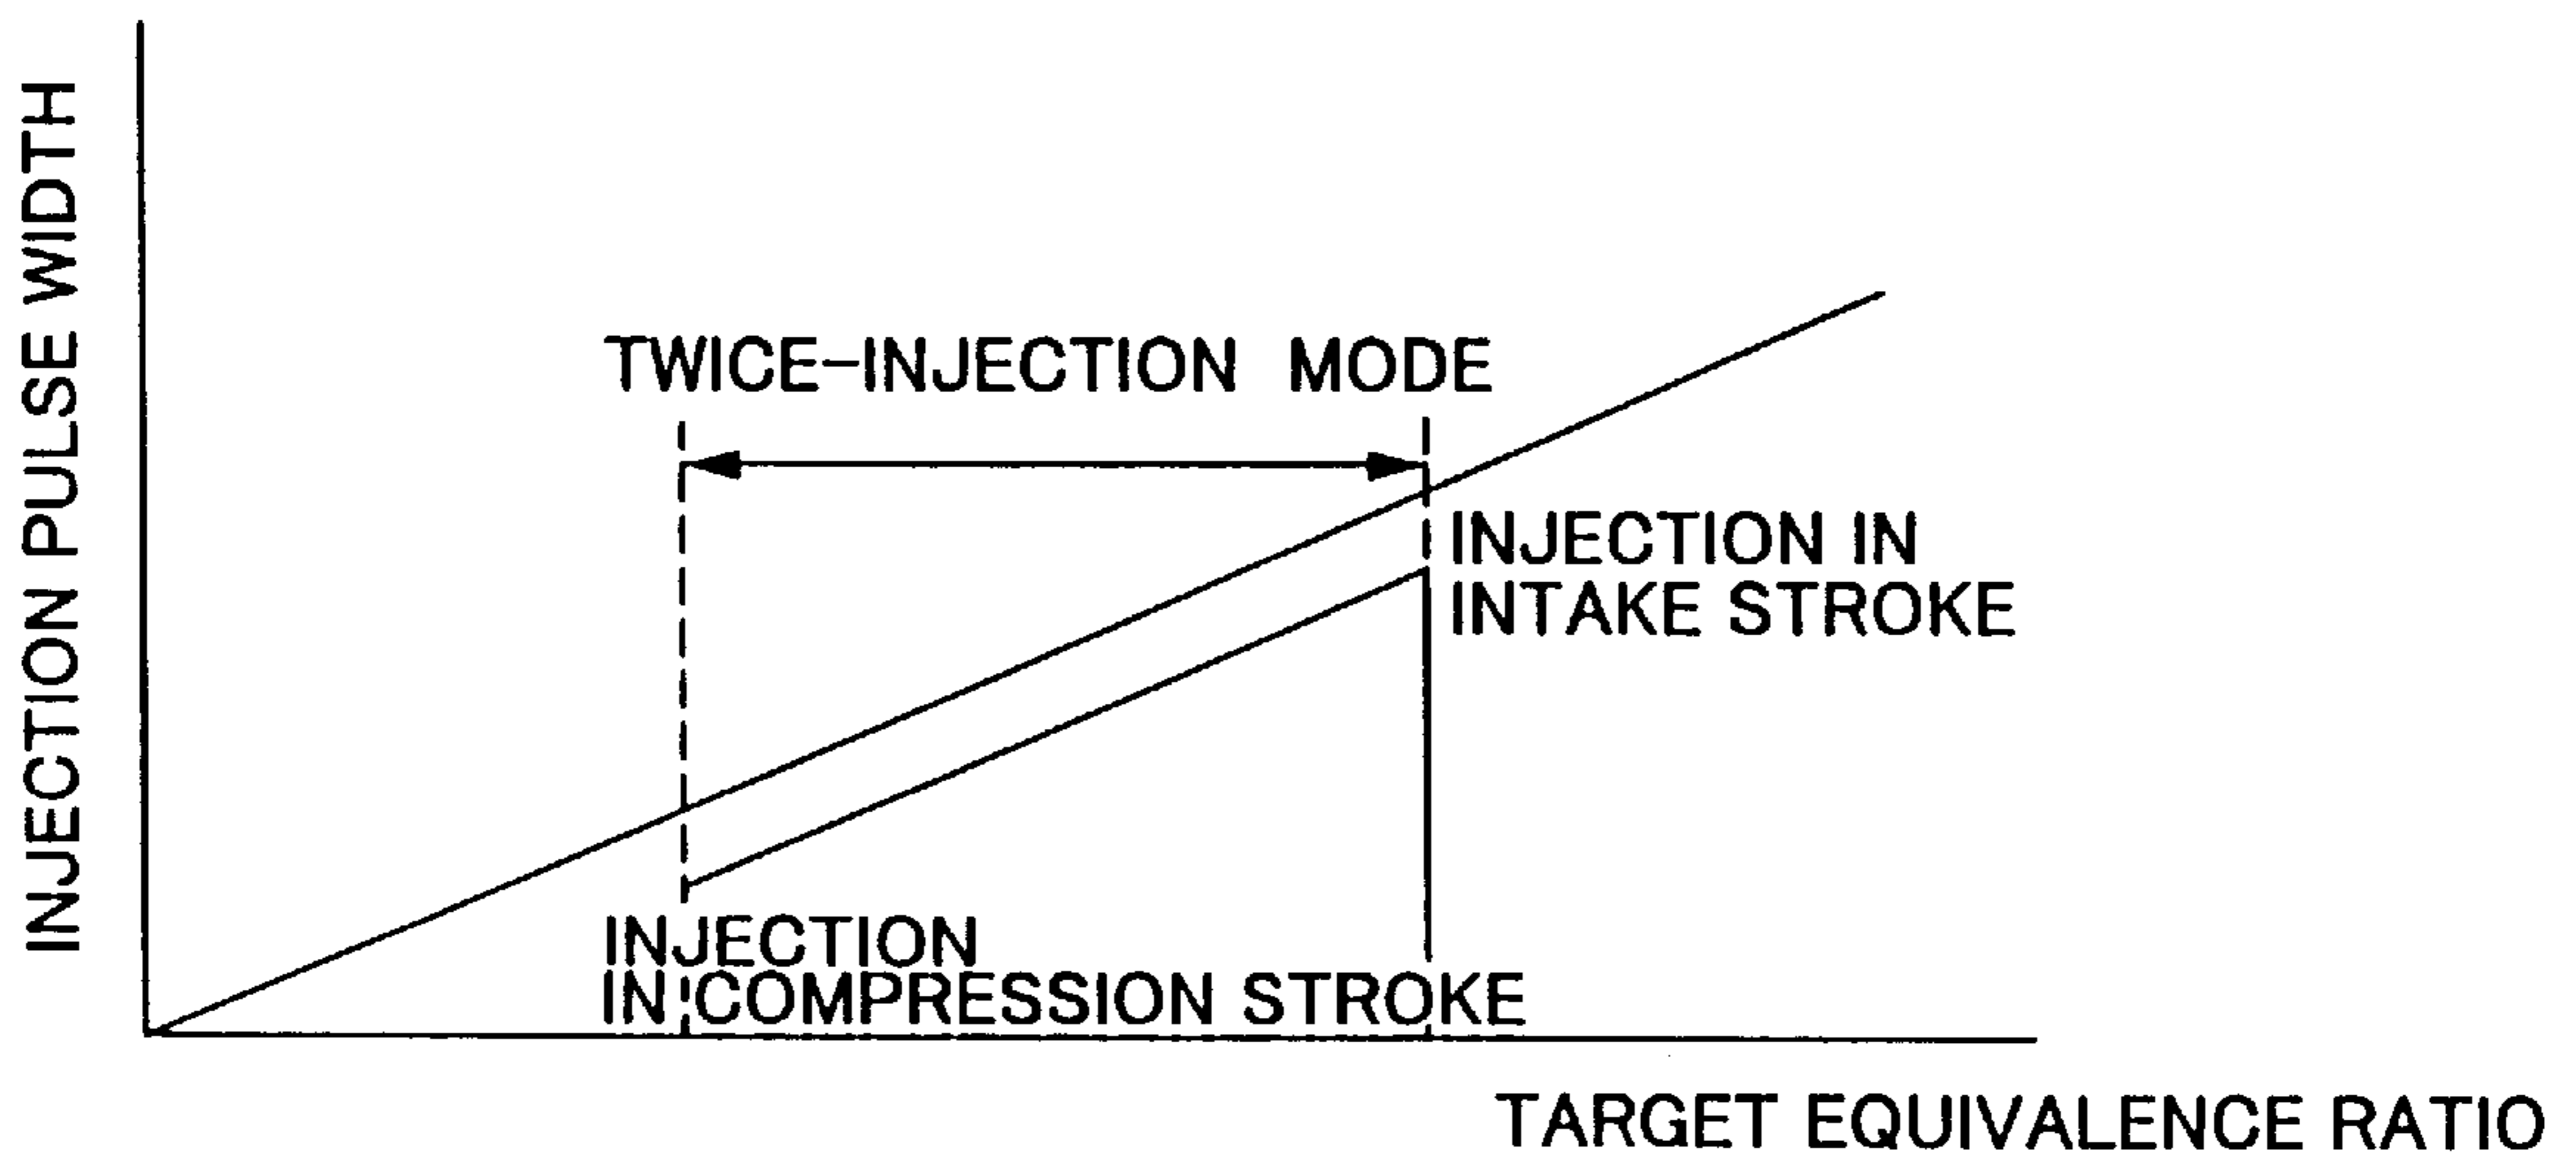 INJECTION PULSE WIDTH
TWICE-INJECTION MODE
INJECTION IN
INTAKE STROKE
INJECTION
IN COMPRESSION STROKE
TARGET EQUIVALENCE RATIO